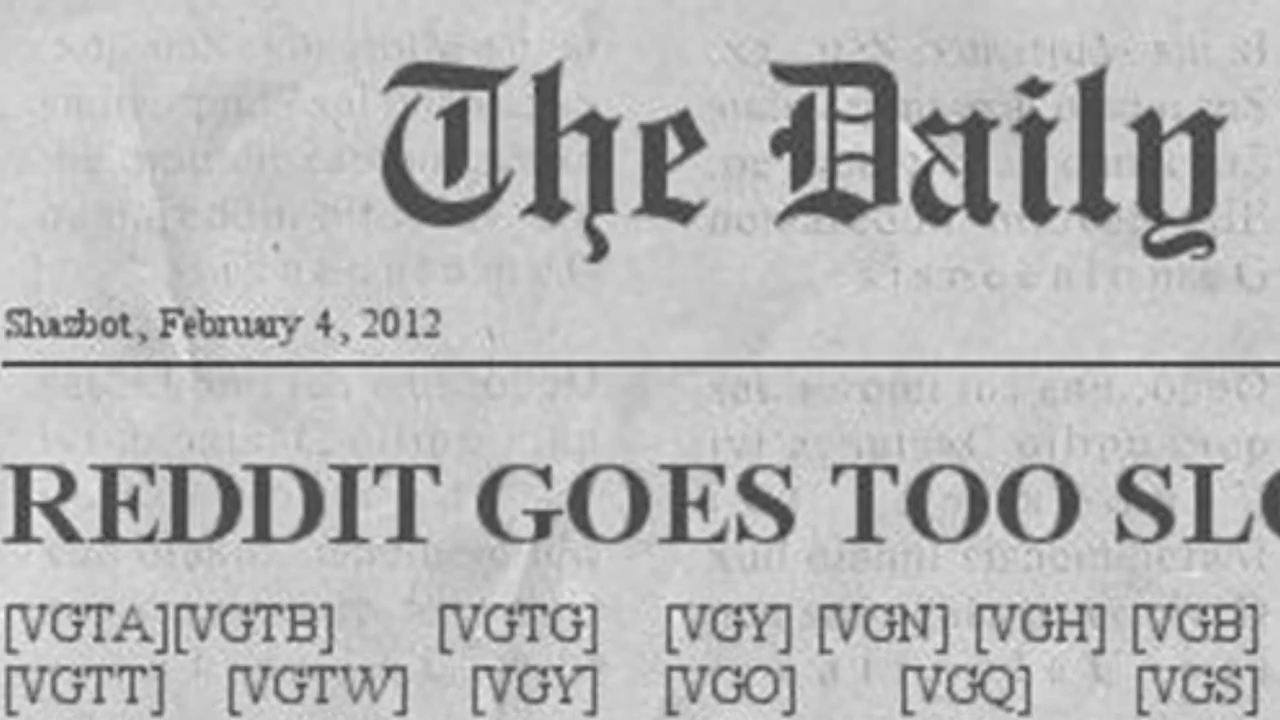 The Daily
Shazbot, February 4, 2012
REDDIT GOES TOO
[VGTA][VGTB] [VGTG] [VGY] [VGN] [VGH] [VGB]
[VGTT] [VGTW] [VGY] [VGO] [VGQ] [VGS]